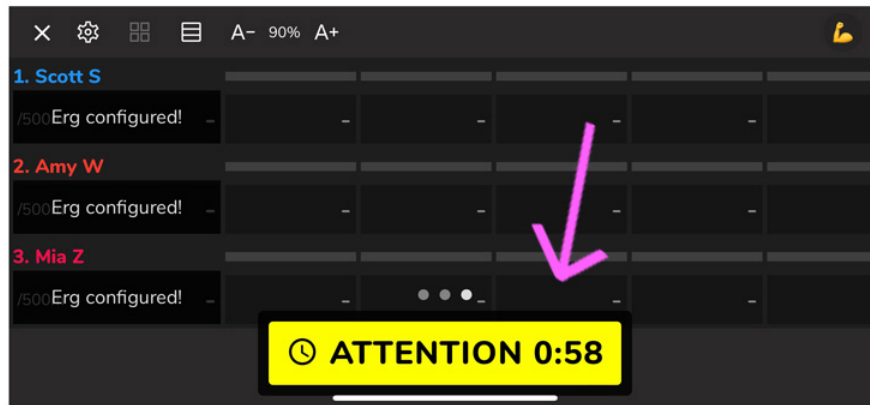 A- 90% A+
1. Scott S
/500 Erg configured! -
2. Amy W
/500 Erg configured! -
3. Mia Z
/500 Erg configured! -
ATTENTION 0:58